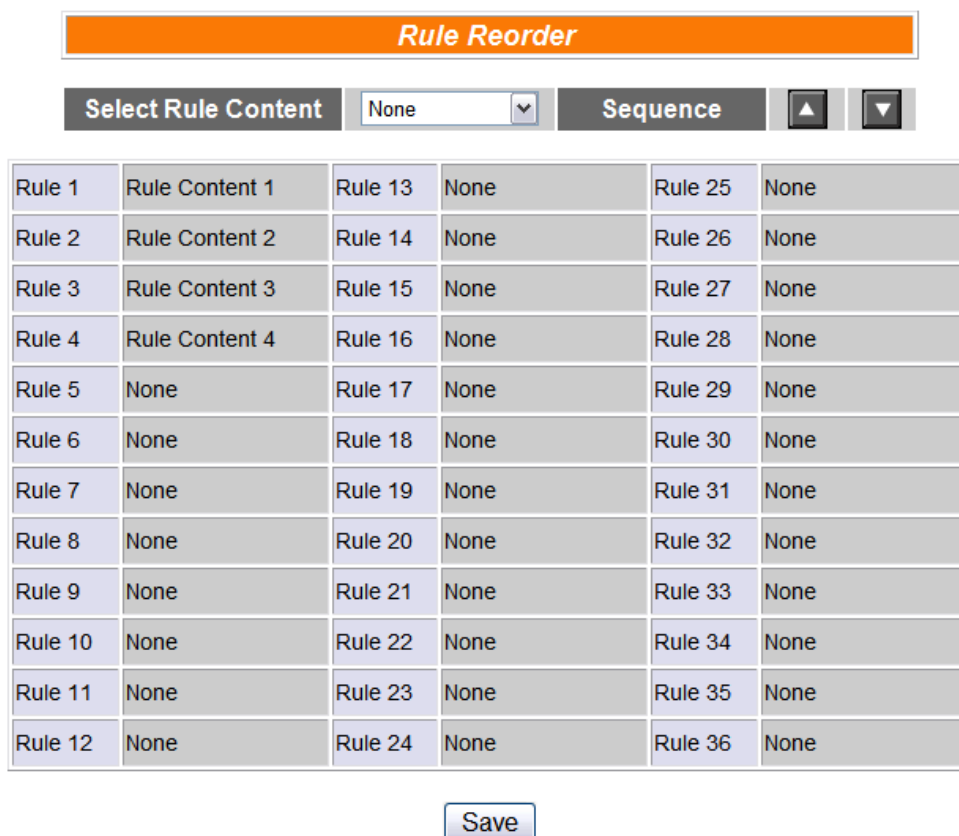 Rule Reorder
Select Rule Content None Sequence
Rule 1 Rule Content 1 Rule 13 None Rule 25 None
Rule 2 Rule Content 2 Rule 14 None Rule 26 None
Rule 3 Rule Content 3 Rule 15 None Rule 27 None
Rule 4 Rule Content 4 Rule 16 None Rule 28 None
Rule 5 None Rule 17 None Rule 29 None
Rule 6 None Rule 18 None Rule 30 None
Rule 7 None Rule 19 None Rule 31 None
Rule 8 None Rule 20 None Rule 32 None
Rule 9 None Rule 21 None Rule 33 None
Rule 10 None Rule 22 None Rule 34 None
Rule 11 None Rule 23 None Rule 35 None
Rule 12 None Rule 24 None Rule 36 None
Save